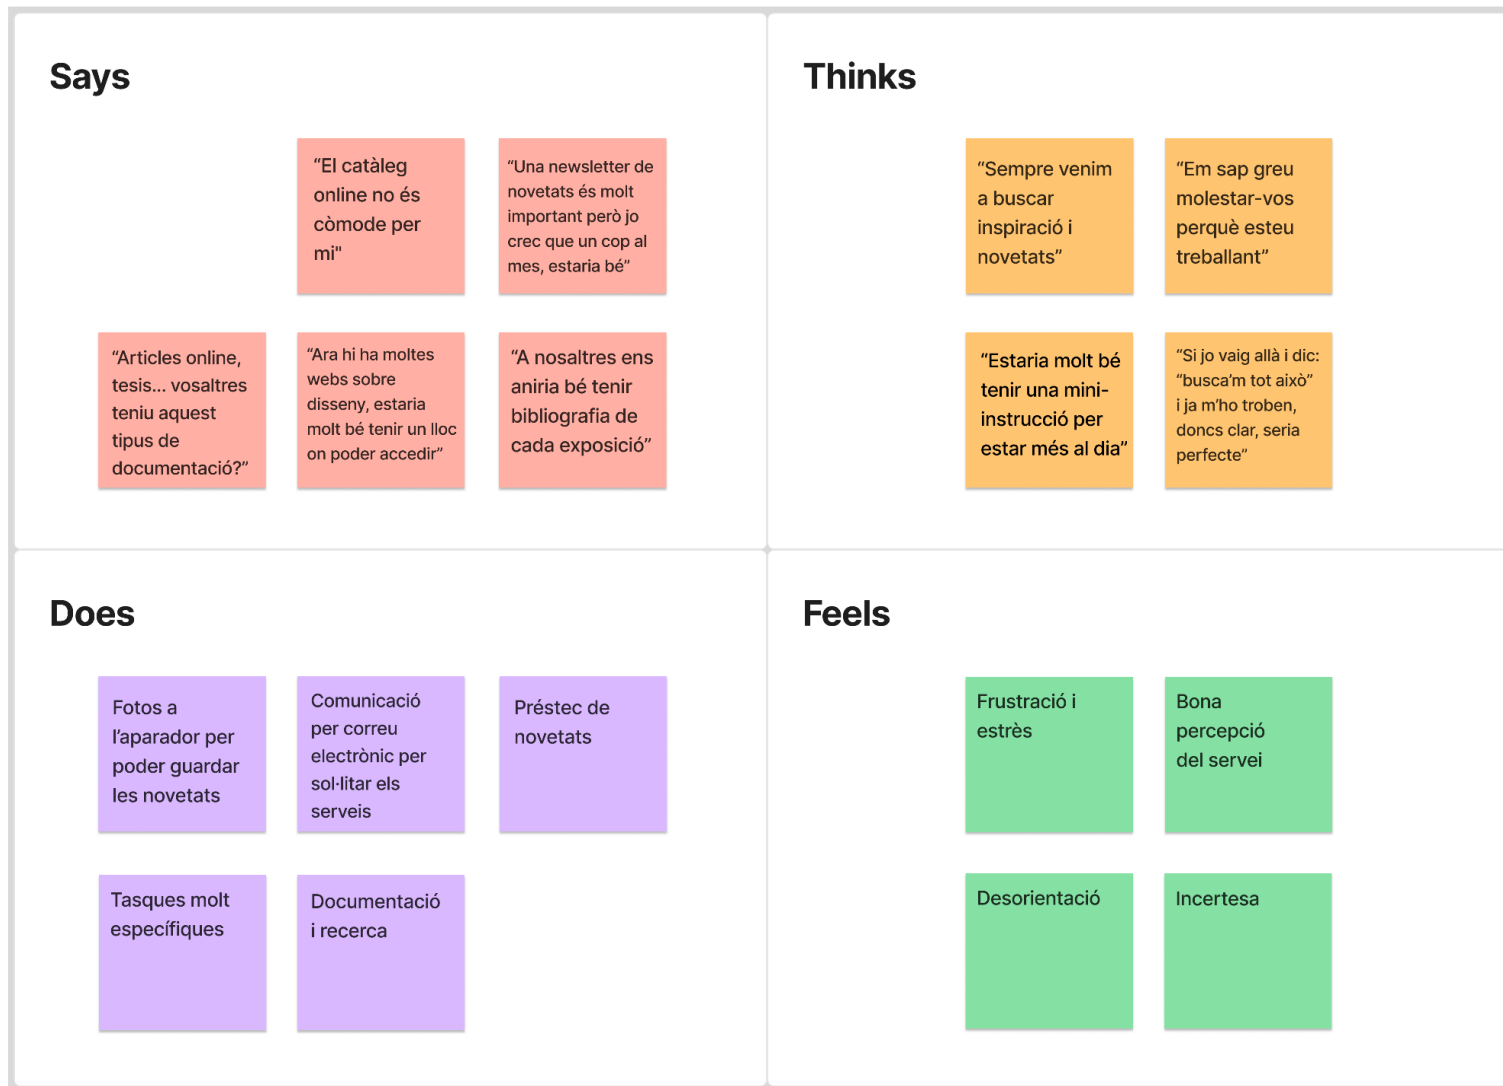 Says
“El catàleg
online no és
còmode per
mi"
“Una newsletter de
novetats és molt
important però jo
crec que un cop al
mes, estaria bé”
“Articles online,
tesis... vosaltres
teniu aquest
tipus de
documentació?”
“Ara hi ha moltes
webs sobre
disseny, estaria
molt bé tenir un lloc
on poder accedir”
“A nosaltres ens
aniria bé tenir
bibliografia de
cada exposició”
Thinks
“Sempre venim
a buscar
inspiració i
novetats”
“Em sap greu
molestar-vos
perquè esteu
treballant”
“Estaria molt bé
tenir una mini-
instrucció per
estar més al dia”
“Si jo vaig allà i dic:
“busca’m tot això”
i ja m’ho troben,
doncs clar, seria
perfecte”
Does
Fotos a
l’aparador per
poder guardar
les novetats
Comunicació
per correu
electrònic per
sol·litar els
serveis
Préstec de
novetats
Tasques molt
específiques
Documentació
i recerca
Feels
Frustració i
estrès
Bona
percepció
del servei
Desorientació
Incertesa